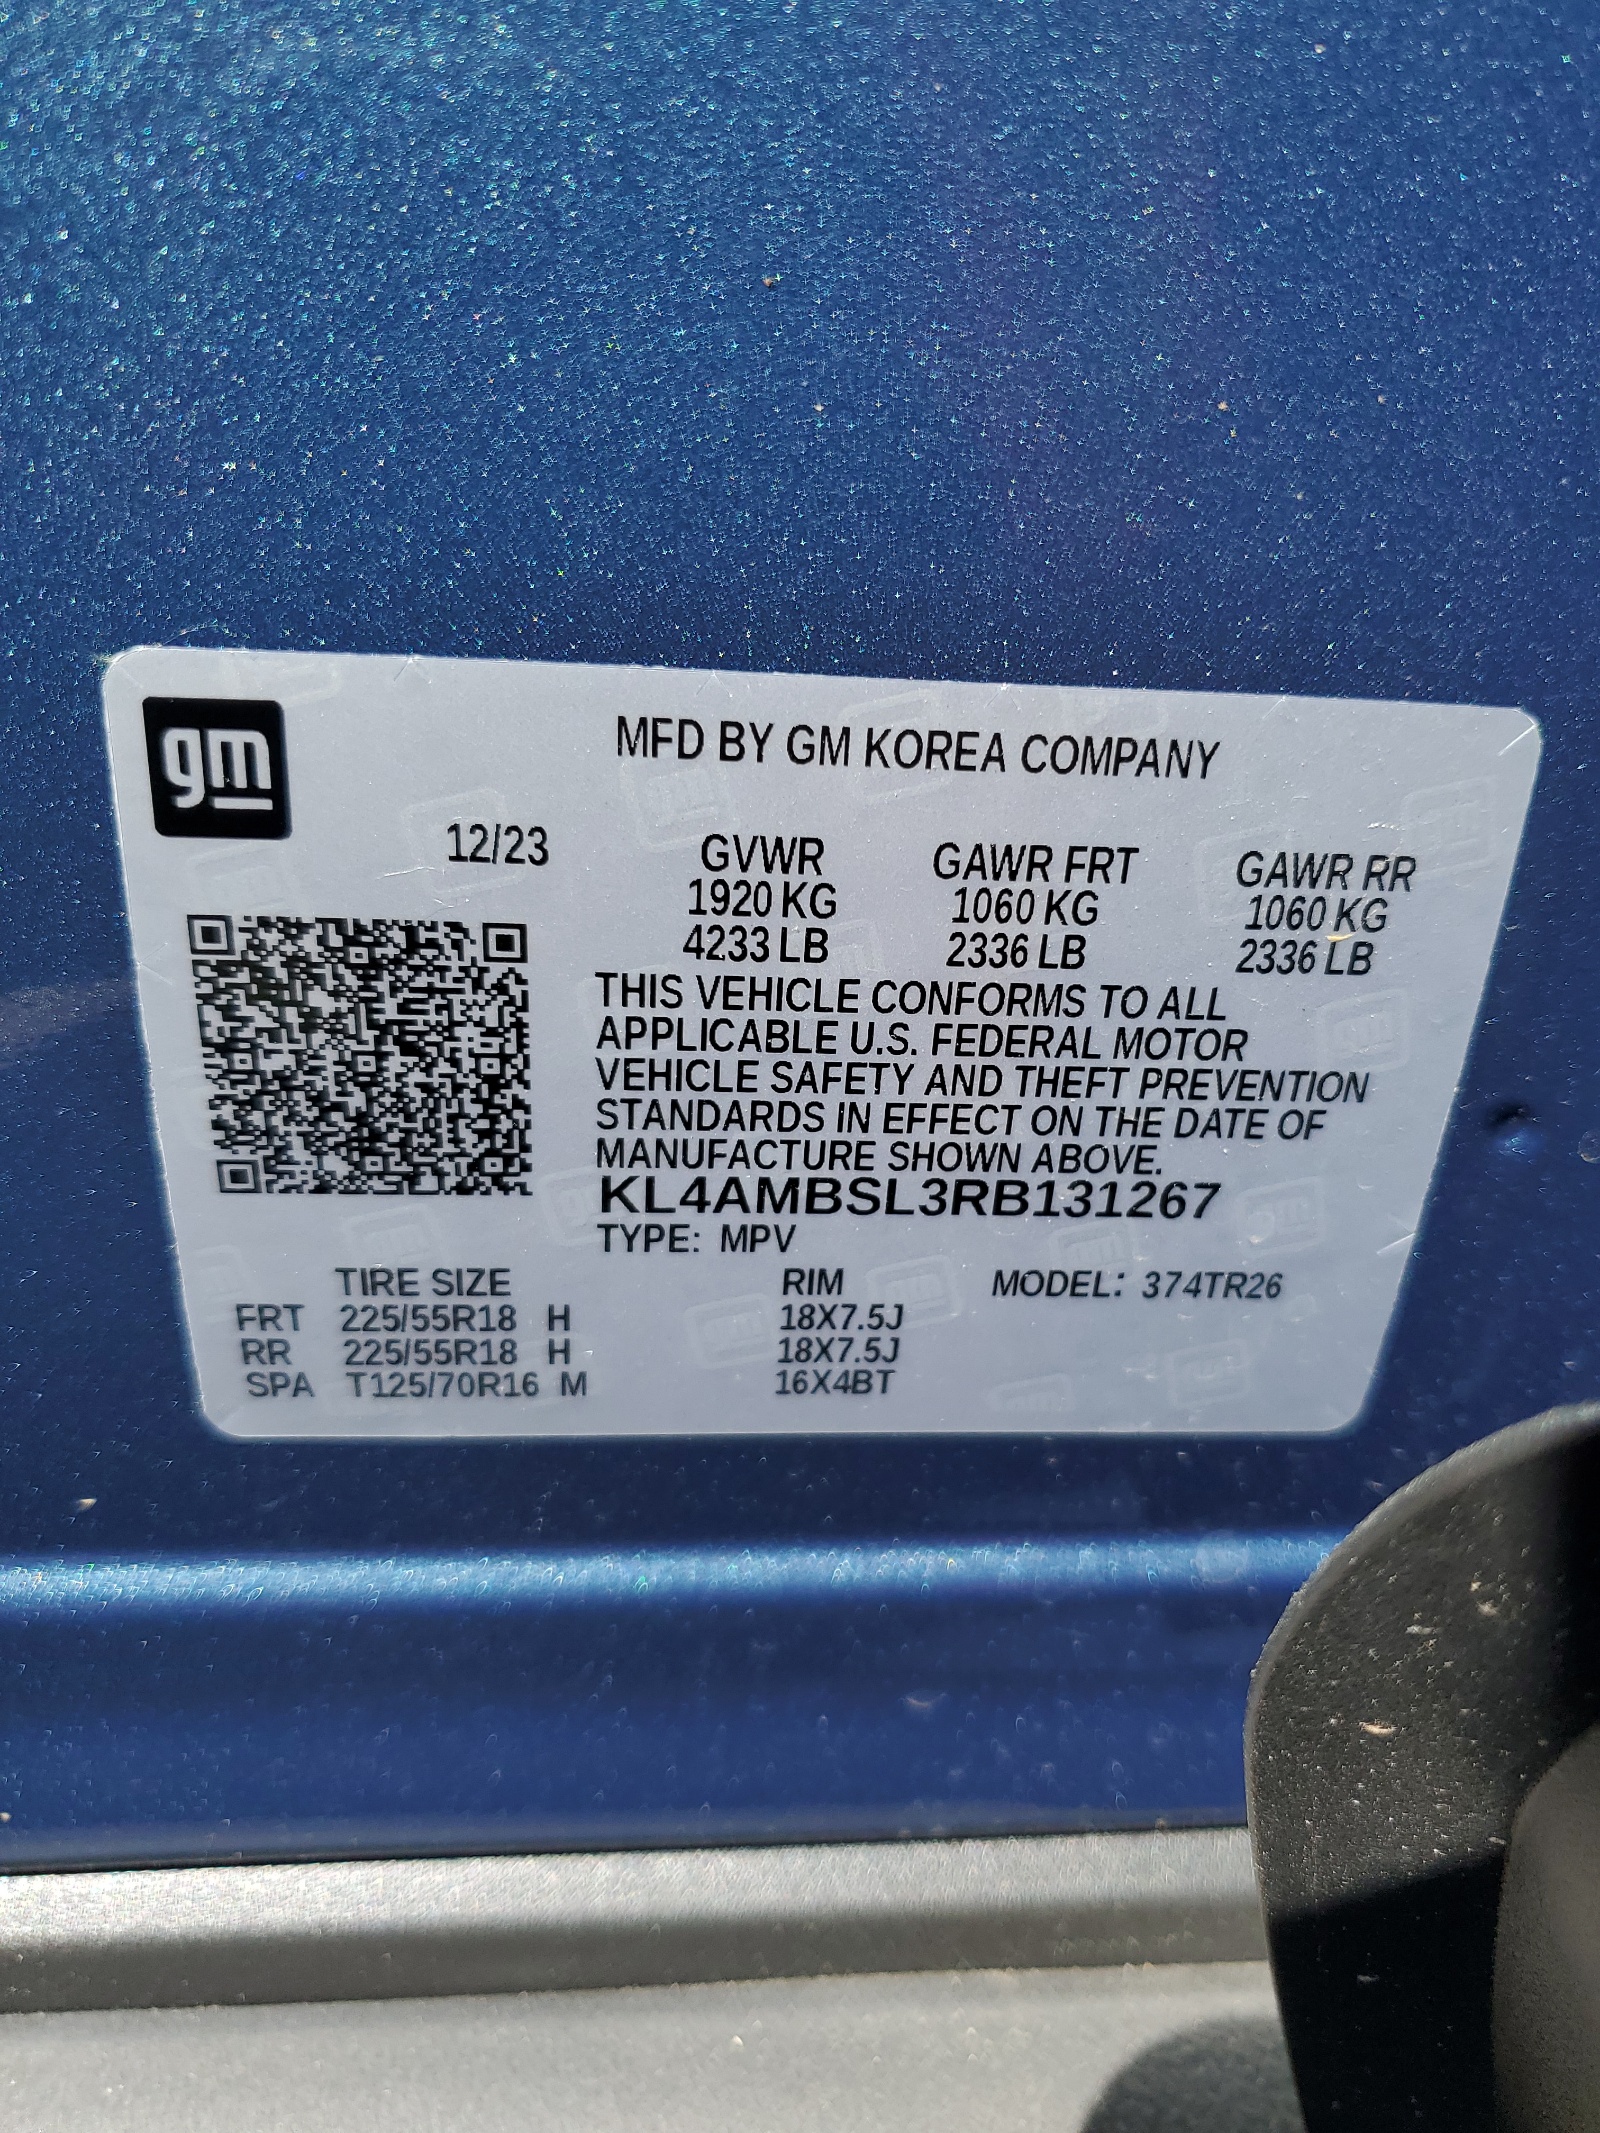 gm
MFD BY GM KOREA COMPANY
12/23
GVWR GAWR FRT GAWR RR
1920 KG 1060 KG 1060 KG
4233 LB 2336 LB 2336 LB
THIS VEHICLE CONFORMS TO ALL
APPLICABLE U.S. FEDERAL MOTOR
VEHICLE SAFETY AND THEFT PREVENTION
STANDARDS IN EFFECT ON THE DATE OF
MANUFACTURE SHOWN ABOVE.
KL4AMBSL3RB131267
TYPE: MPV
TIRE SIZE RIM MODEL: 374TR26
FRT 225/55R18 H 18X7.5J
RR 225/55R18 H 18X7.5J
SPA T125/70R16 M 16X4BT